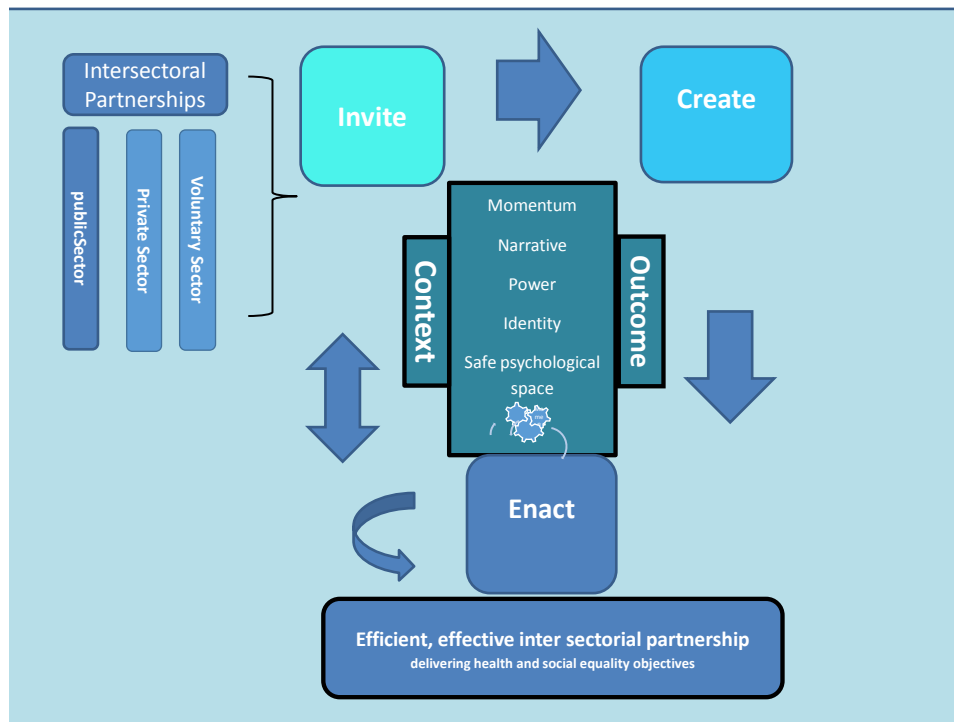 Intersectoral
Partnerships
publicSector
Private Sector
Voluntary Sector
Invite
Create
Context
Momentum
Narrative
Power
Identity
Safe psychological
space
me
Outcome
Enact
Efficient, effective inter sectorial partnership
delivering health and social equality objectives